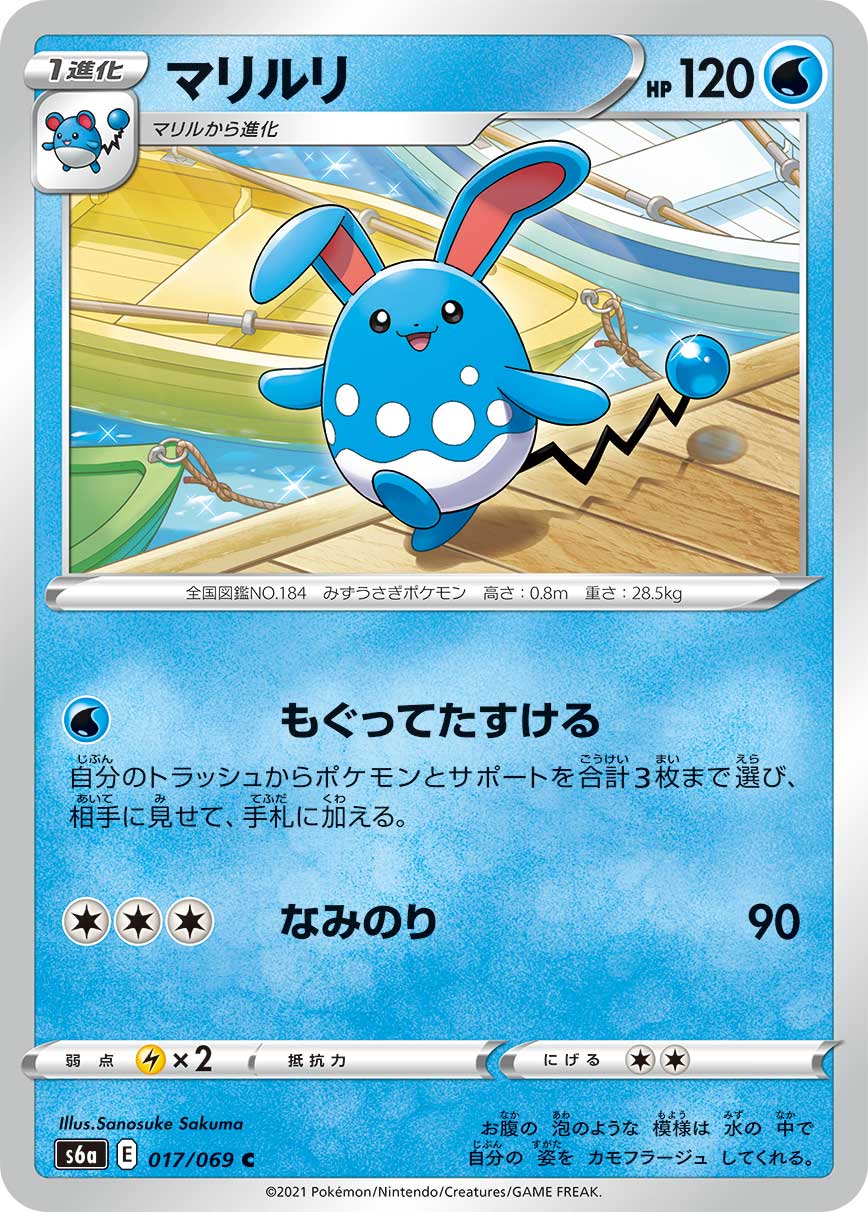 1進化
マリルリ
HP 120
マリルから進化
全国図鑑NO.184 みずうさぎポケモン 高さ:0.8m 重さ:28.5kg
もぐってたすける
自分のトラッシュからポケモンとサポートを合計3枚まで選び、
相手に見せて、手札に加える。
なみのり 90
弱点 ×2 抵抗力 にげる
Illus.Sanosuke Sakuma
s6a E 017/069 C
お腹の 泡のような 模様は 水の 中で
自分の 姿を カモフラージュ してくれる。
©2021 Pokémon/Nintendo/Creatures/GAME FREAK.